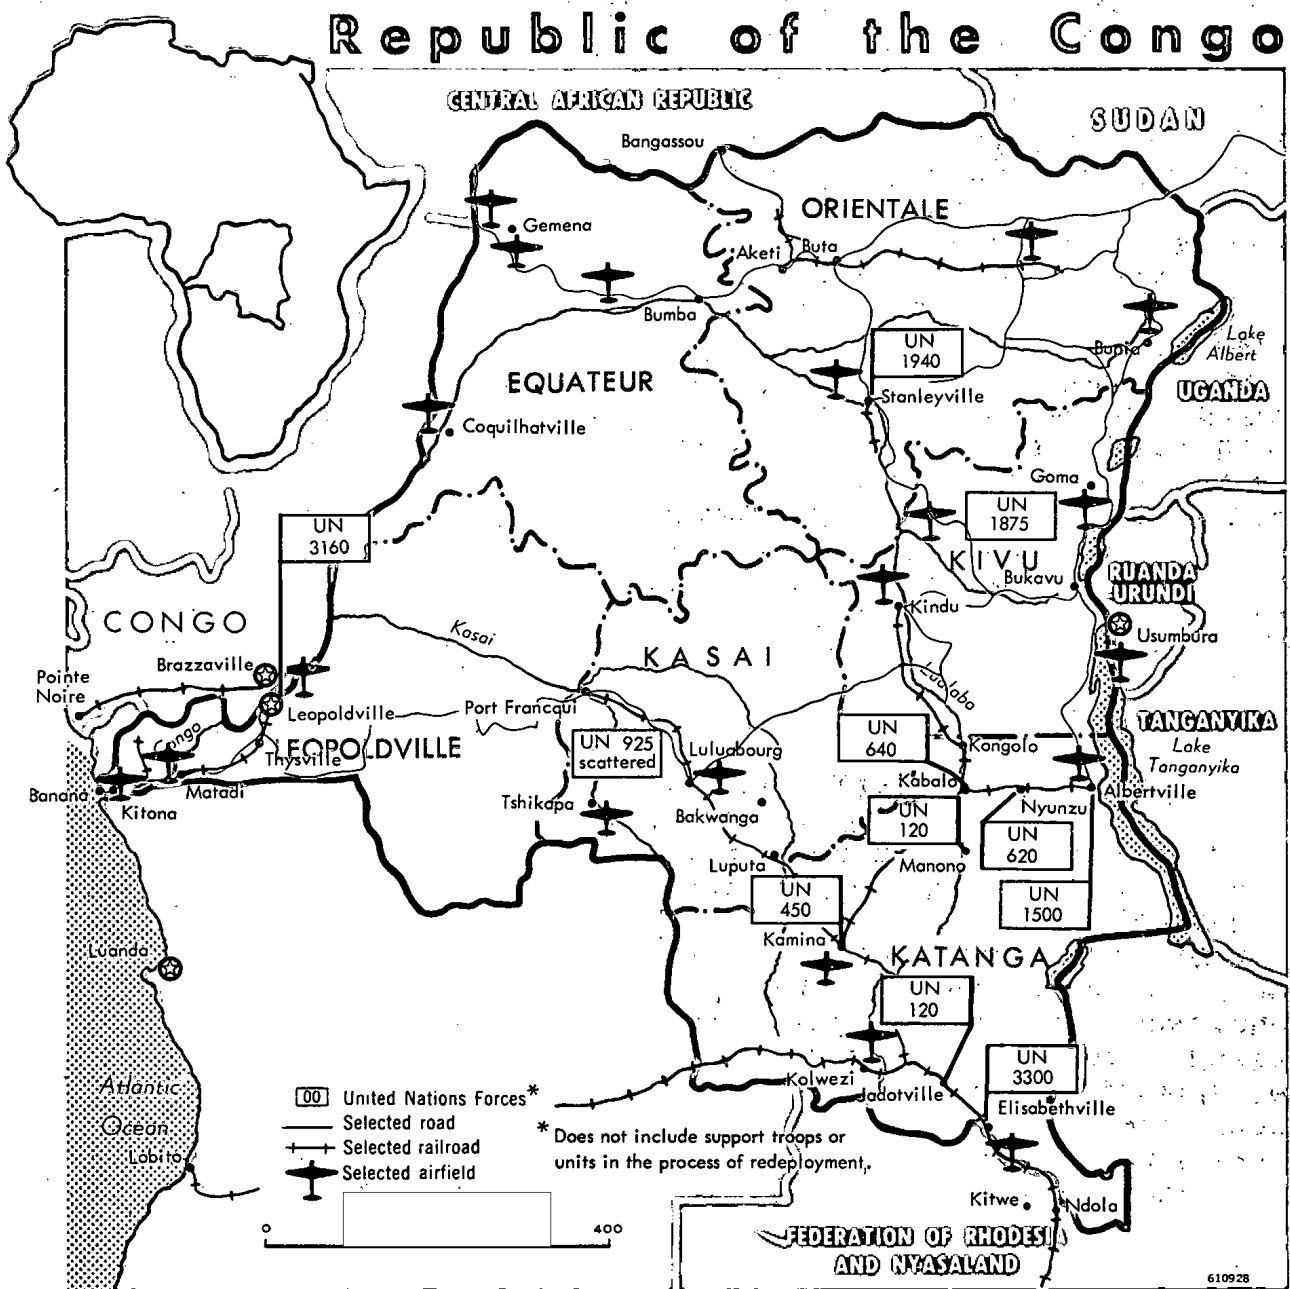 Republic of the Congo
CENTRAL AFRICAN REPUBLIC
SUDAN
Bangassou
ORIENTALE
Gemena
Aketi
Buta
Bumba
Bunia
Lake
Albert
UN
1940
EQUATEUR
UGANDA
Stanleyville
Coquilhatville
Goma
UN
1875
UN
3160
KIVU
Bukavu
RUANDA
URUNDI
Kindu
CONGO
Kasai
Usumbura
KASAI
Brazzaville
Pointe
Noire
Lualaba
Port Francqui
Leopoldville
TANGANYIKA
Congo
LEOPOLDVILLE
Thysville
UN 925
scattered
Luluabourg
UN
640
Kongolo
Lake
Tanganyika
Kabalo
Banana
Kitona
Matadi
Tshikapa
Bakwanga
Nyunzu
Albertville
UN
120
UN
620
Luputa
Manono
UN
450
UN
1500
Kamina
Luanda
KATANGA
UN
120
UN
3300
Kolwezi
Jadotville
Elisabethville
Atlantic
Ocean
Lobito
00 United Nations Forces*
Selected road
Selected railroad
Selected airfield
* Does not include support troops or
units in the process of redeployment.
Kitwe
Ndola
0 400
FEDERATION OF RHODESIA
AND NYASALAND
610928